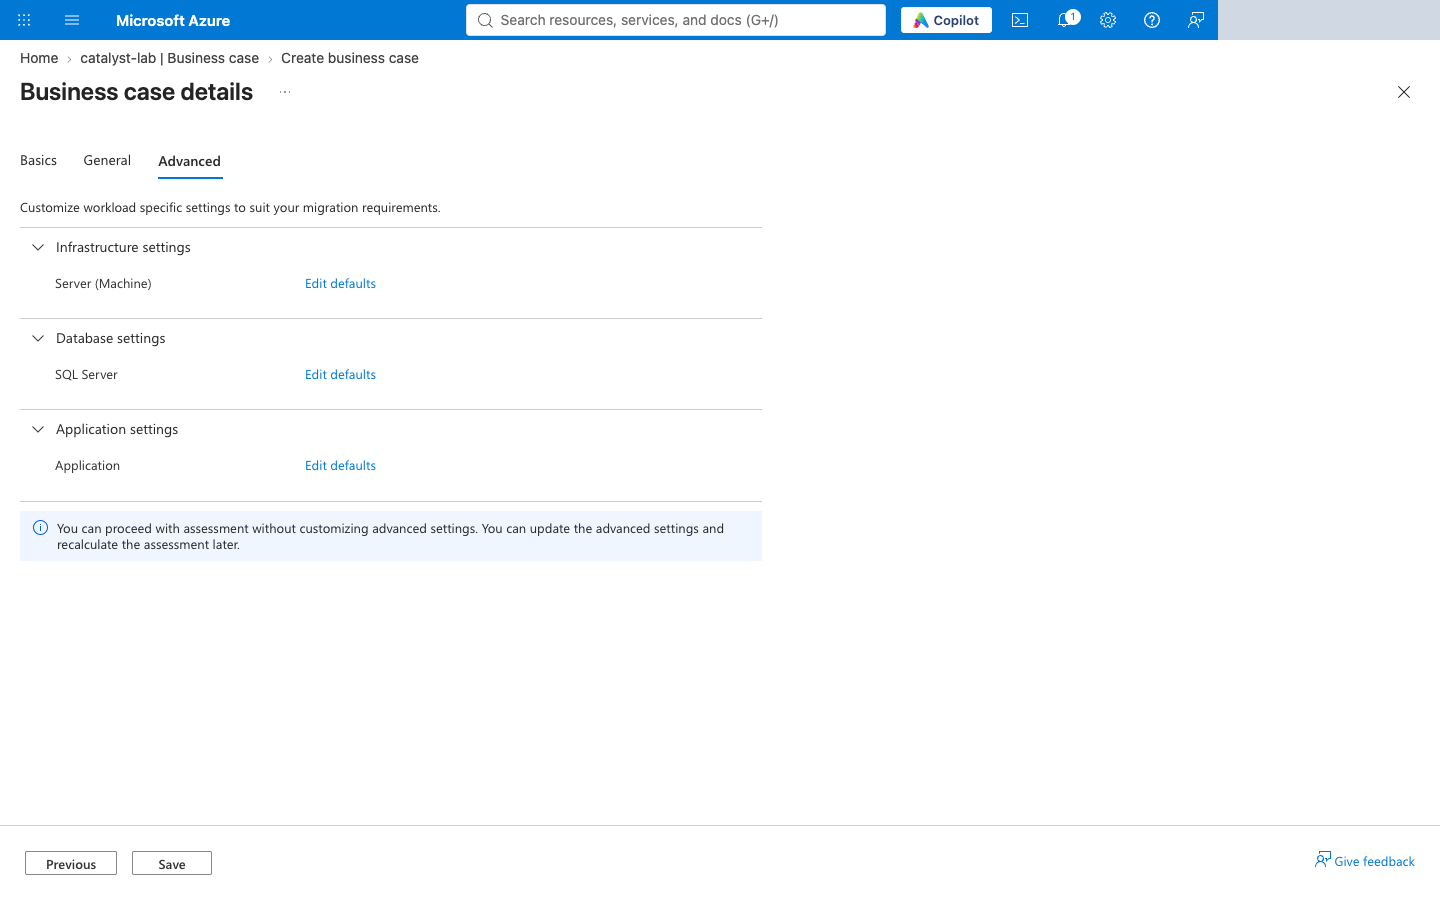 Microsoft Azure
Search resources, services, and docs (G+/)
Copilot
1
Home > catalyst-lab | Business case > Create business case
Business case details ...
Basics General Advanced
Customize workload specific settings to suit your migration requirements.
Infrastructure settings
Server (Machine) Edit defaults
Database settings
SQL Server Edit defaults
Application settings
Application Edit defaults
You can proceed with assessment without customizing advanced settings. You can update the advanced settings and
recalculate the assessment later.
Previous Save Give feedback